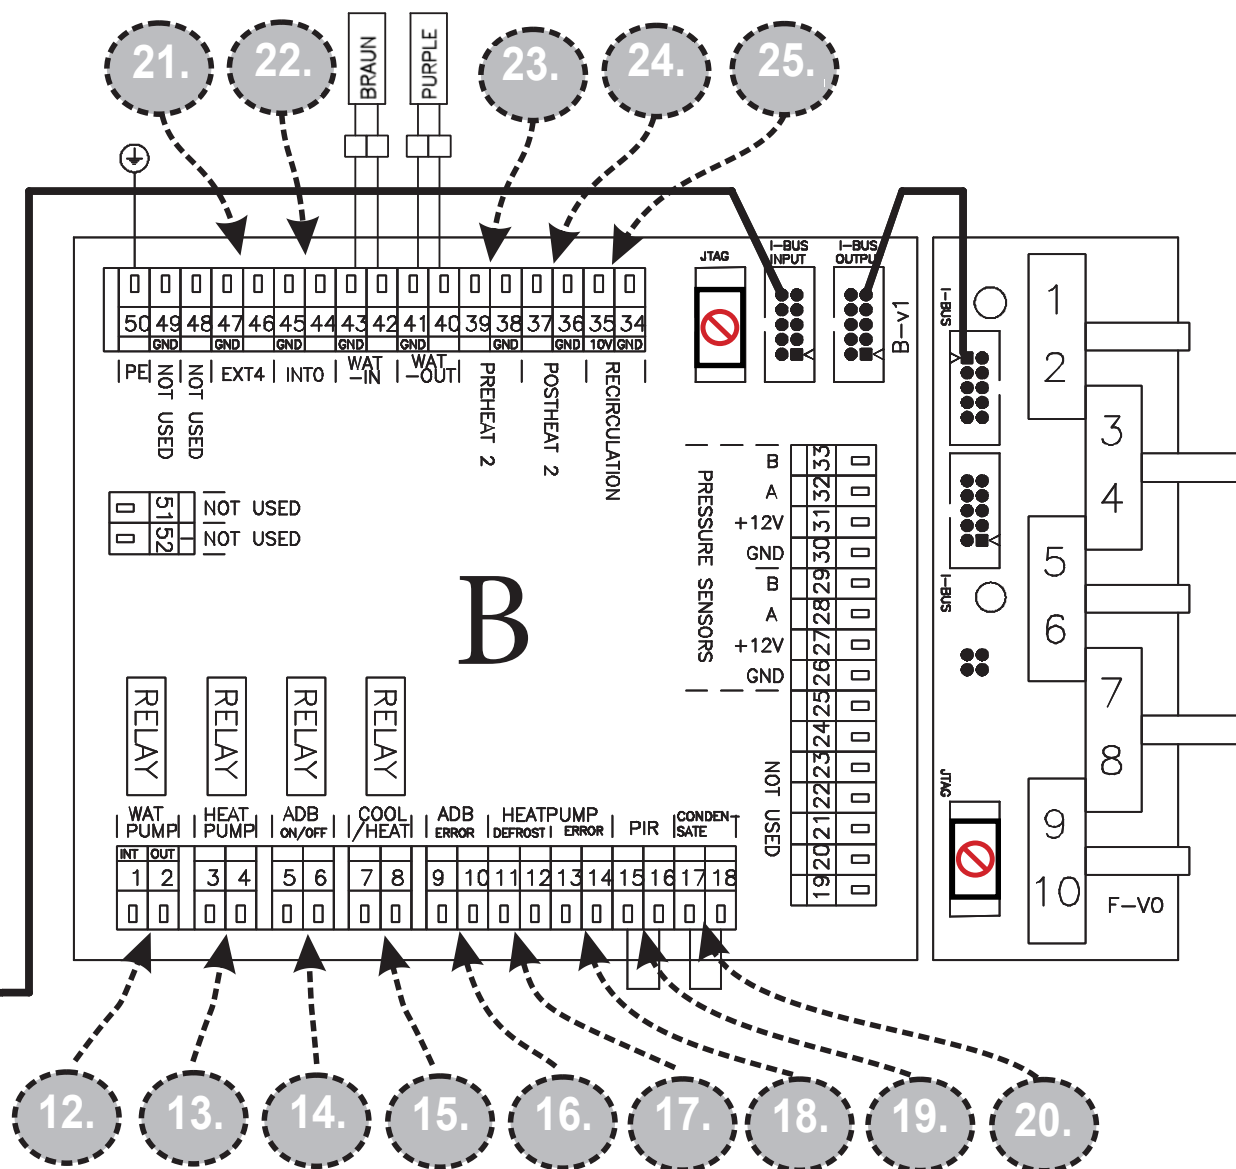 21.
22.
BRAUN
PURPLE
23.
24.
25.
50 49 48 47 46 45 44 43 42 41 40 39 38 37 36 35 34
GND GND GND GND GND GND GND 10V GND
PE
NOT USED
NOT USED
EXT4
INT0
WAT
-IN
WAT
-OUT
PREHEAT 2
POSTHEAT 2
RECIRCULATION
JTAG
I-BUS
INPUT
I-BUS
OUTPU
B-v1
I-BUS
1
2
3
4
5
6
7
8
9
10
I-BUS
JTAG
F-VO
51 NOT USED
52 NOT USED
B
PRESSURE SENSORS
B 33
A 32
+12V 31
GND 30
B 29
A 28
+12V 27
GND 26
25
24
23
22
21
20
19
NOT USED
RELAY
RELAY
RELAY
RELAY
WAT
PUMP
HEAT
PUMP
ADB
ON/OFF
COOL
/HEAT
ADB
ERROR
HEATPUMP
DEFROST ERROR
PIR
CONDEN-
SATE
INT OUT
1 2 3 4 5 6 7 8 9 10 11 12 13 14 15 16 17 18
12.
13.
14.
15.
16.
17.
18.
19.
20.